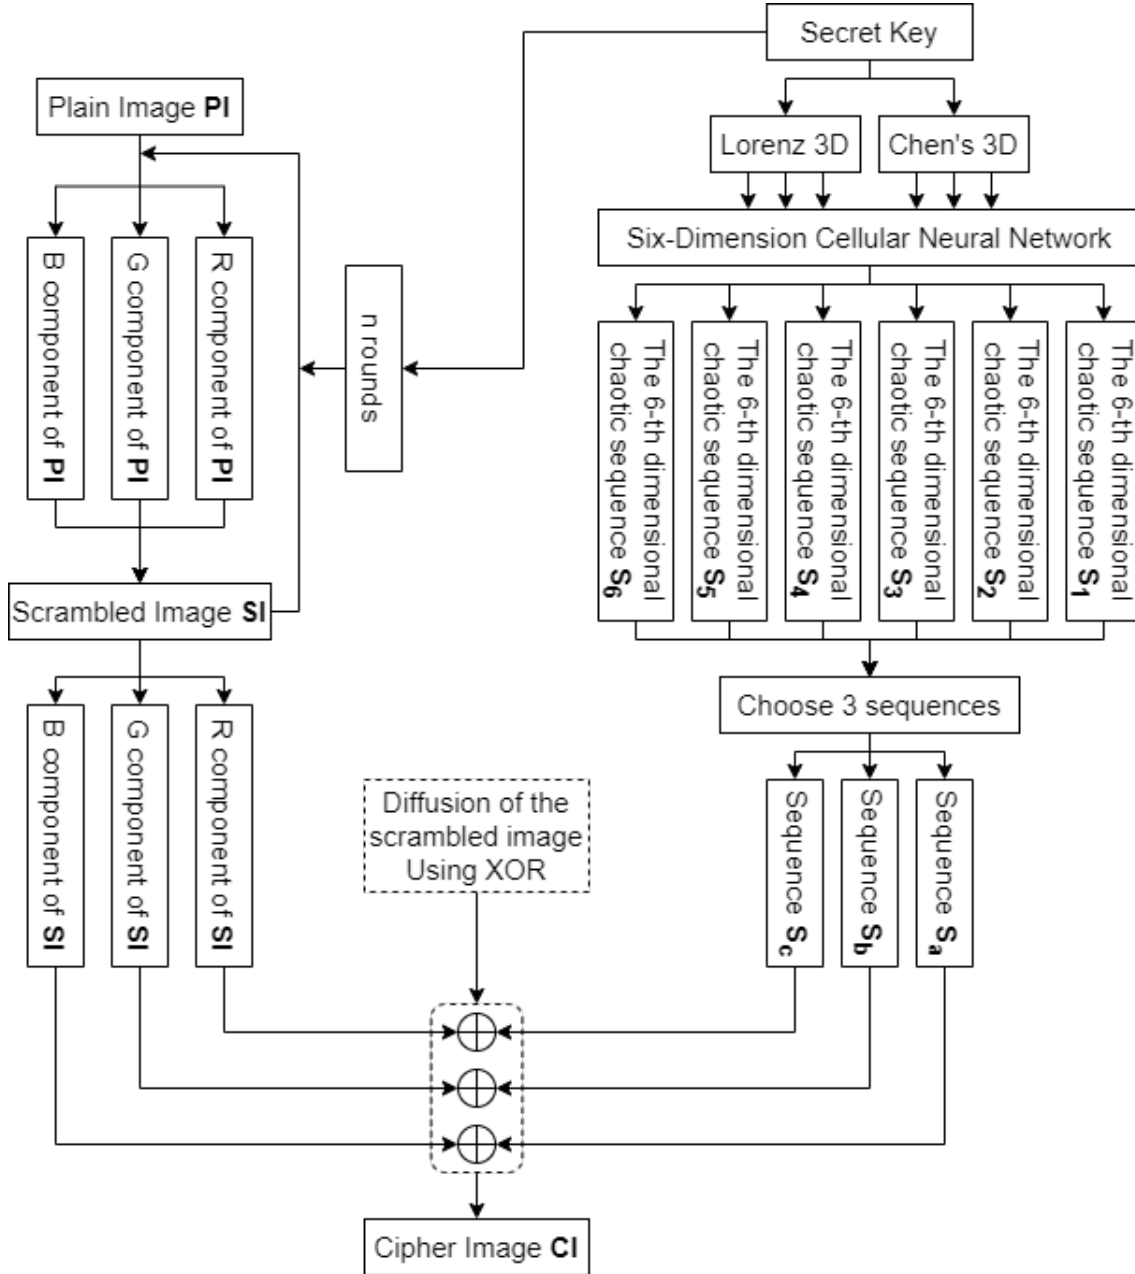 Secret Key
Plain Image PI
Lorenz 3D
Chen's 3D
Six-Dimension Cellular Neural Network
B component of PI
G component of PI
R component of PI
n rounds
The 6-th dimensional
chaotic sequence S6
The 6-th dimensional
chaotic sequence S5
The 6-th dimensional
chaotic sequence S4
The 6-th dimensional
chaotic sequence S3
The 6-th dimensional
chaotic sequence S2
The 6-th dimensional
chaotic sequence S1
Scrambled Image SI
Choose 3 sequences
B component of SI
G component of SI
R component of SI
Diffusion of the
scrambled image
Using XOR
Sequence Sc
Sequence Sb
Sequence Sa
Cipher Image CI